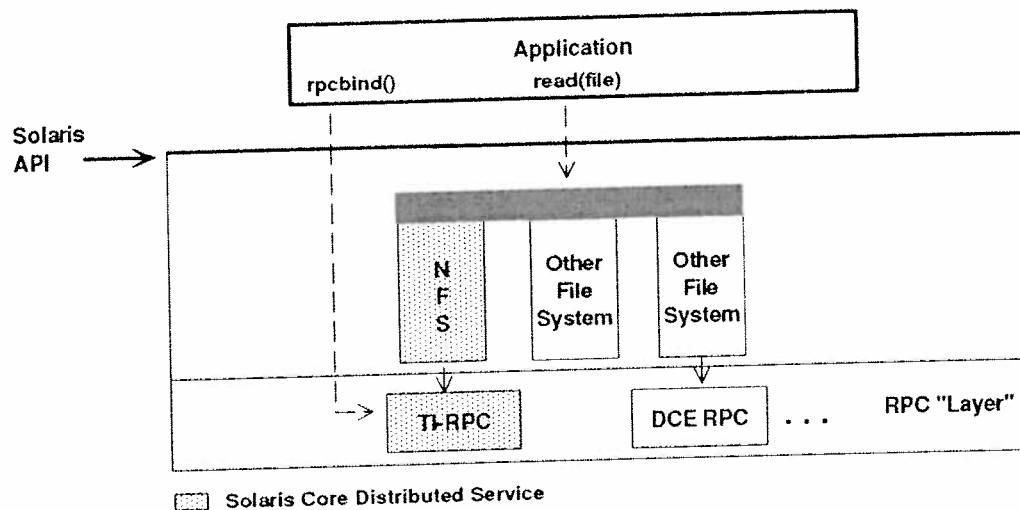 Application
rpcbind()
read(file)
Solaris
API
N
F
S
Other
File
System
Other
File
System
TI-RPC
DCE RPC
. . .
RPC "Layer"
Solaris Core Distributed Service